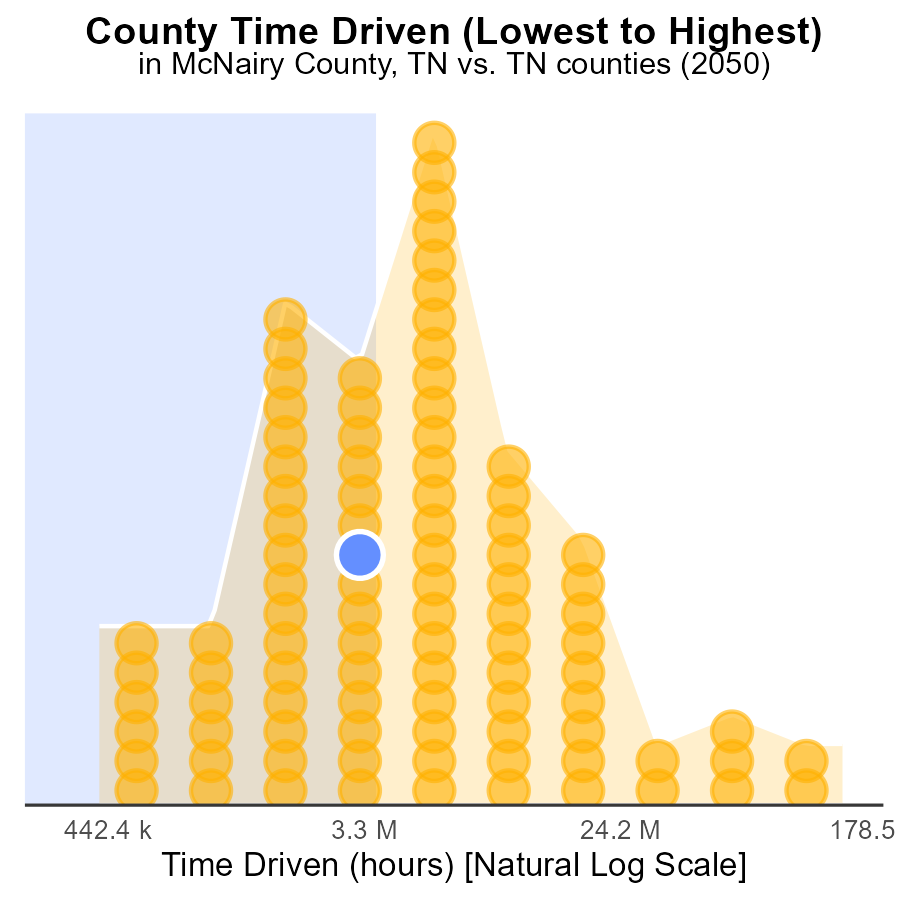 County Time Driven (Lowest to Highest)
in McNairy County, TN vs. TN counties (2050)
442.4 k
3.3 M
24.2 M
178.5
Time Driven (hours) [Natural Log Scale]